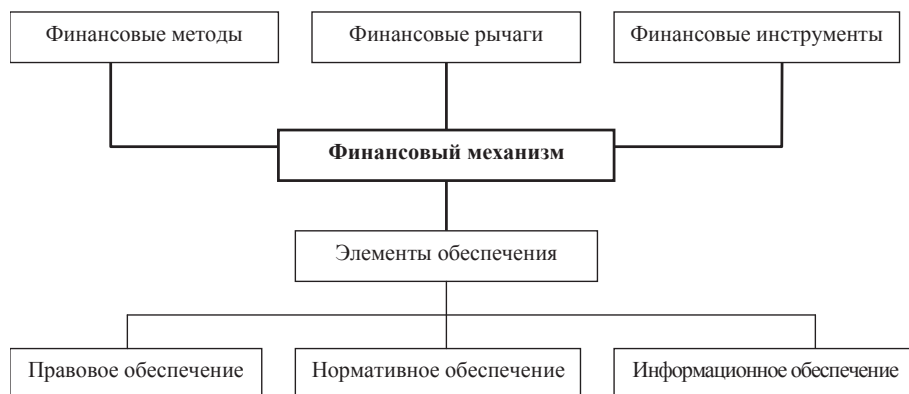 Финансовые методы
Финансовые рычаги
Финансовые инструменты
Финансовый механизм
Элементы обеспечения
Правовое обеспечение
Нормативное обеспечение
Информационное обеспечение